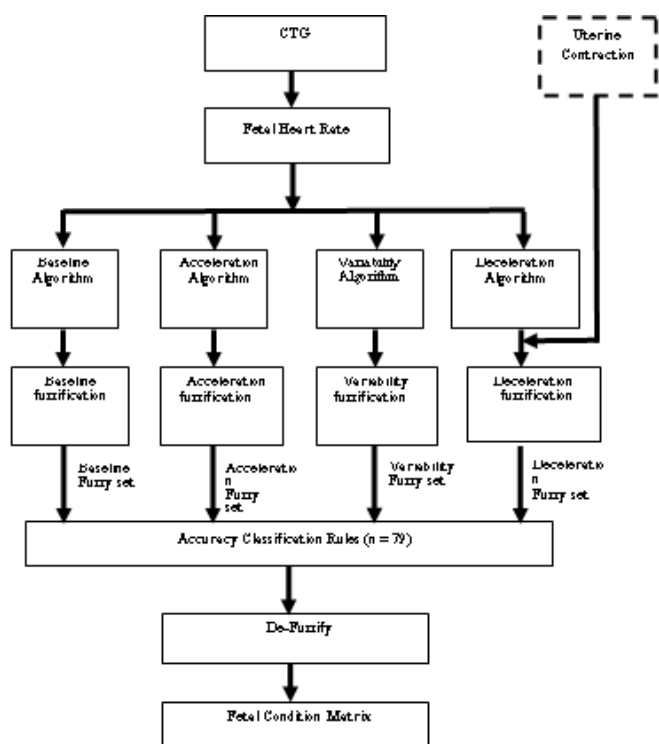 CTG
Uterine
Contraction
Fetal Heart Rate
Baseline
Algorithm
Acceleration
Algorithm
Variability
Algorithm
Deceleration
Algorithm
Baseline
fuzzification
Acceleration
fuzzification
Variability
fuzzification
Deceleration
fuzzification
Baseline
Fuzzy set
Acceleratio
n
Fuzzy
set
Variability
Fuzzy set
Deceleratio
n
Fuzzy set
Accuracy Classification Rules (n = 79)
De-Fuzzify
Fetal Condition Matrix